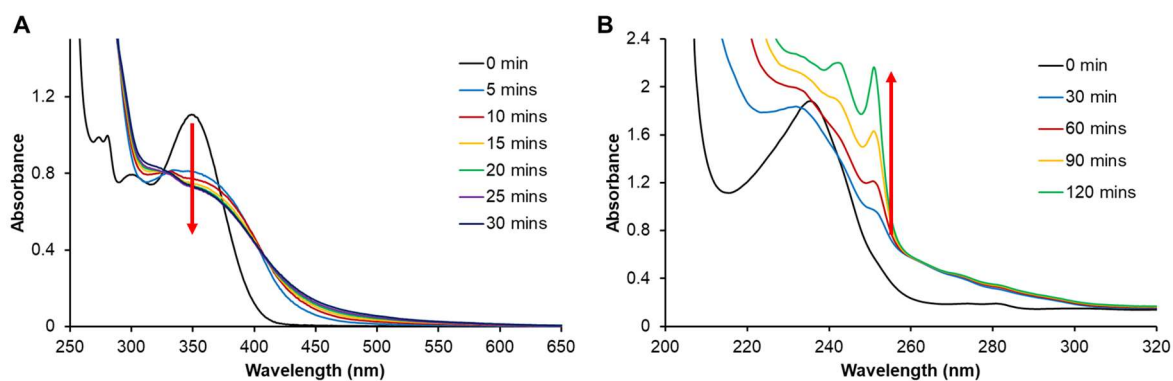 A
Absorbance
1.2
0.8
0.4
0
250 300 350 400 450 500 550 600 650
Wavelength (nm)
0 min
5 mins
10 mins
15 mins
20 mins
25 mins
30 mins
B
Absorbance
2.4
2
1.6
1.2
0.8
0.4
0
200 220 240 260 280 300 320
Wavelength (nm)
0 min
30 min
60 mins
90 mins
120 mins